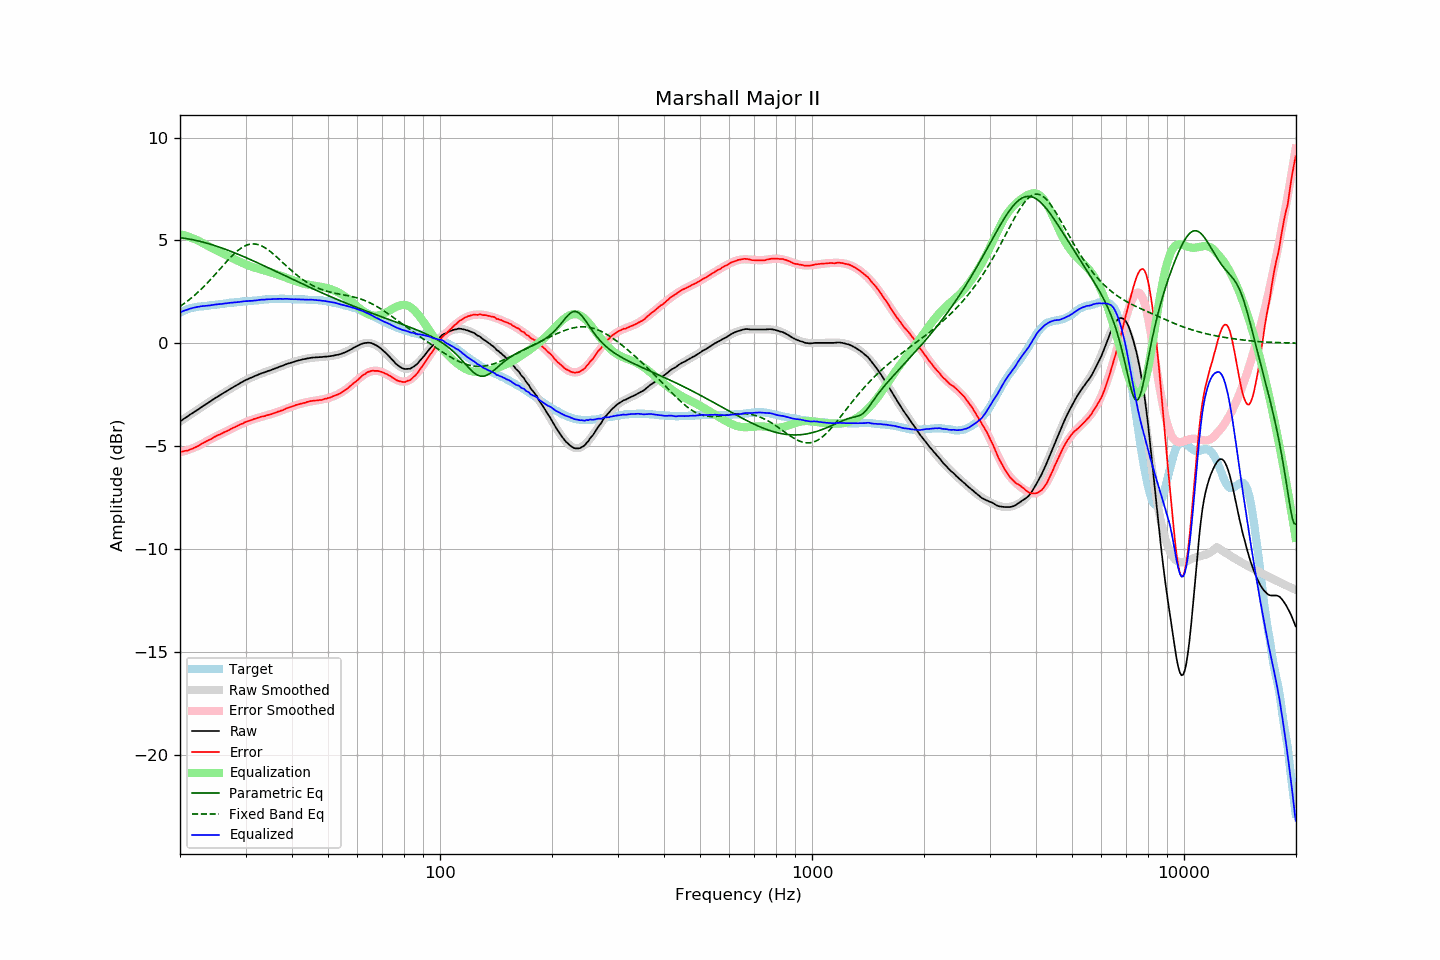 Marshall Major II
10
5
0
−5
−10
−15
−20
Amplitude (dBr)
Target
Raw Smoothed
Error Smoothed
Raw
Error
Equalization
Parametric Eq
Fixed Band Eq
Equalized
100 1000 10000
Frequency (Hz)